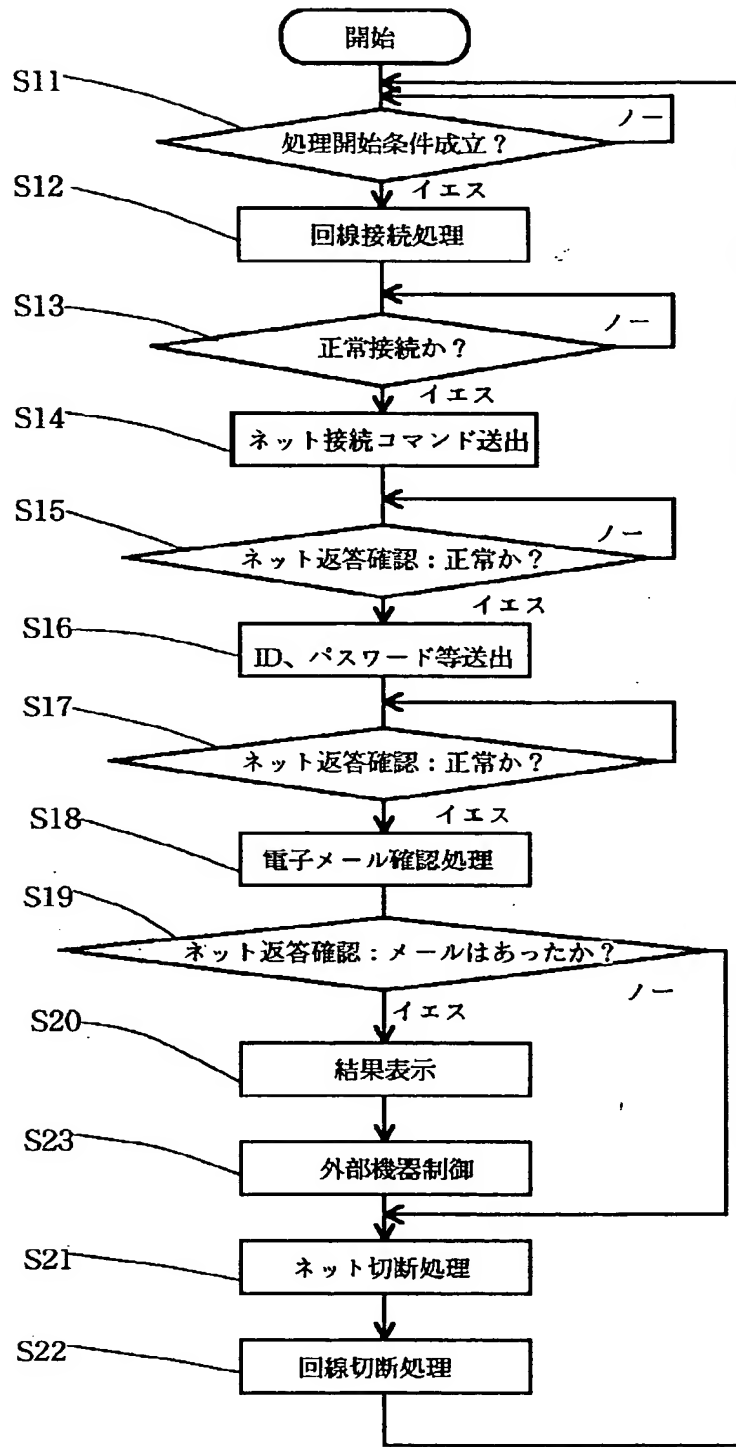 開始
S11
処理開始条件成立？
ノー
イエス
S12
回線接続処理
S13
正常接続か？
ノー
イエス
S14
ネット接続コマンド送出
S15
ネット返答確認：正常か？
ノー
イエス
S16
ID、パスワード等送出
S17
ネット返答確認：正常か？
イエス
S18
電子メール確認処理
S19
ネット返答確認：メールはあったか？
ノー
イエス
S20
結果表示
S23
外部機器制御
S21
ネット切断処理
S22
回線切断処理